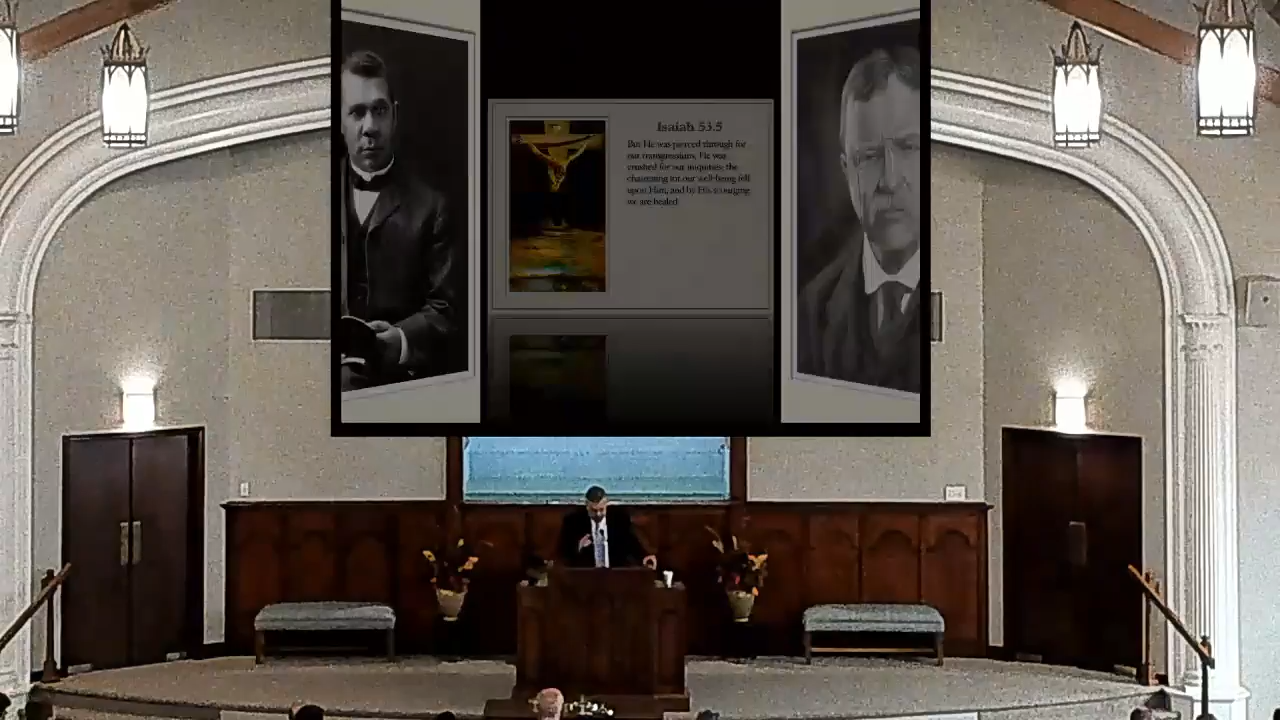 Isaiah 53:5
But He was pierced through for
our transgressions, He was
crushed for our iniquities; the
chastening for our well-being fell
upon Him, and by His scourging
we are healed